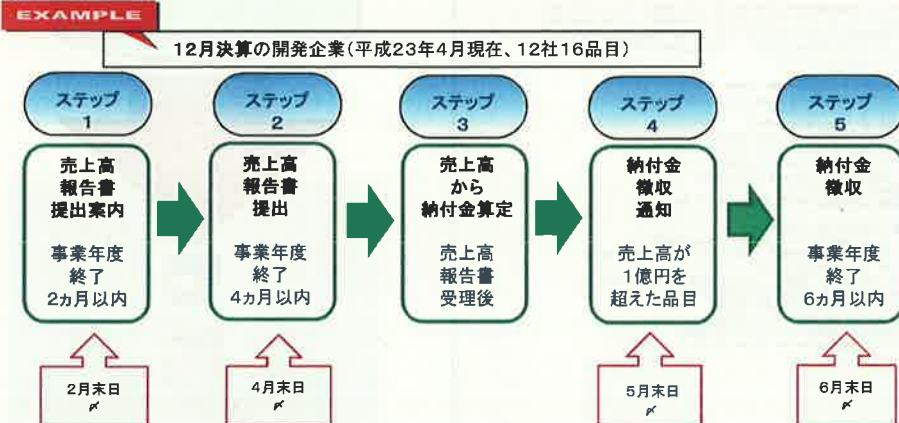 EXAMPLE
12月決算の開発企業(平成23年4月現在、12社16品目)
ステップ
1
売上高
報告書
提出案内
事業年度
終了
2ヵ月以内
2月末日
〆
ステップ
2
売上高
報告書
提出
事業年度
終了
4ヵ月以内
4月末日
〆
ステップ
3
売上高
から
納付金算定
売上高
報告書
受理後
ステップ
4
納付金
徴収
通知
売上高が
1億円を
超えた品目
5月末日
〆
ステップ
5
納付金
徴収
事業年度
終了
6ヵ月以内
6月末日
〆